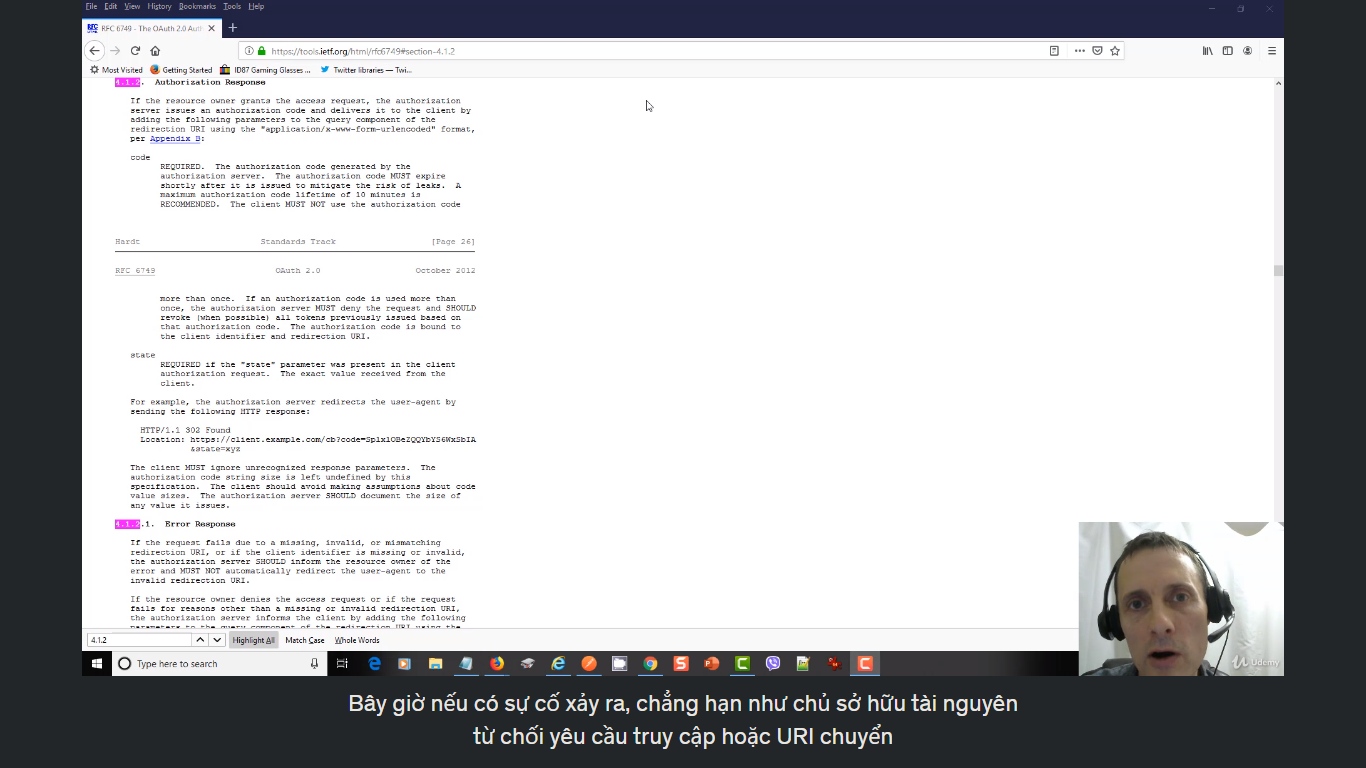 File Edit View History Bookmarks Tools Help
RFC 6749 - The OAuth 2.0 Auth
https://tools.ietf.org/html/rfc6749#section-4.1.2
Most Visited Getting Started ID87 Gaming Glasses ... Twitter libraries — Twi...
4.1.2. Authorization Response
If the resource owner grants the access request, the authorization
server issues an authorization code and delivers it to the client by
adding the following parameters to the query component of the
redirection URI using the "application/x-www-form-urlencoded" format,
per Appendix B:
code
REQUIRED. The authorization code generated by the
authorization server. The authorization code MUST expire
shortly after it is issued to mitigate the risk of leaks. A
maximum authorization code lifetime of 10 minutes is
RECOMMENDED. The client MUST NOT use the authorization code
Hardt Standards Track [Page 26]
RFC 6749 OAuth 2.0 October 2012
more than once. If an authorization code is used more than
once, the authorization server MUST deny the request and SHOULD
revoke (when possible) all tokens previously issued based on
that authorization code. The authorization code is bound to
the client identifier and redirection URI.
state
REQUIRED if the "state" parameter was present in the client
authorization request. The exact value received from the
client.
For example, the authorization server redirects the user-agent by
sending the following HTTP response:
HTTP/1.1 302 Found
Location: https://client.example.com/cb?code=SplxlOBeZQQYbYS6WxSbIA
&state=xyz
The client MUST ignore unrecognized response parameters. The
authorization code string size is left undefined by this
specification. The client should avoid making assumptions about code
value sizes. The authorization server SHOULD document the size of
any value it issues.
4.1.2.1. Error Response
If the request fails due to a missing, invalid, or mismatching
redirection URI, or if the client identifier is missing or invalid,
the authorization server SHOULD inform the resource owner of the
error and MUST NOT automatically redirect the user-agent to the
invalid redirection URI.
If the resource owner denies the access request or if the request
fails for reasons other than a missing or invalid redirection URI,
the authorization server informs the client by adding the following
parameters to the query component of the redirection URI using the
4.1.2 Highlight All Match Case Whole Words
Type here to search
Udemy
Bây giờ nếu có sự cố xảy ra, chẳng hạn như chủ sở hữu tài nguyên
từ chối yêu cầu truy cập hoặc URI chuyển